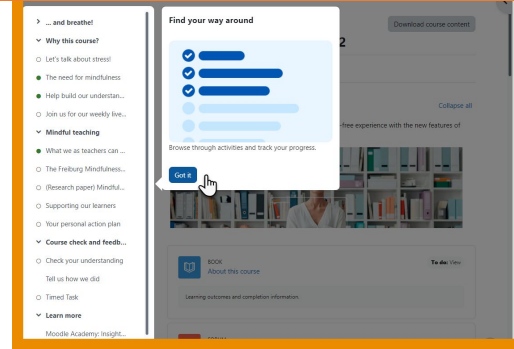 ... and breathe!
Why this course?
Let's talk about stress!
The need for mindfulness
Help build our understan...
Join us for our weekly live...
Mindful teaching
What we as teachers can ...
The Freiburg Mindfulness...
(Research paper) Mindful...
Supporting our learners
Your personal action plan
Course check and feedb...
Check your understanding
Tell us how we did
Timed Task
Learn more
Moodle Academy: Insight...
Find your way around
Browse through activities and track your progress.
Got it
Download course content
2
Collapse all
-free experience with the new features of
BOOK
About this course
To do: View
Learning outcomes and completion information.